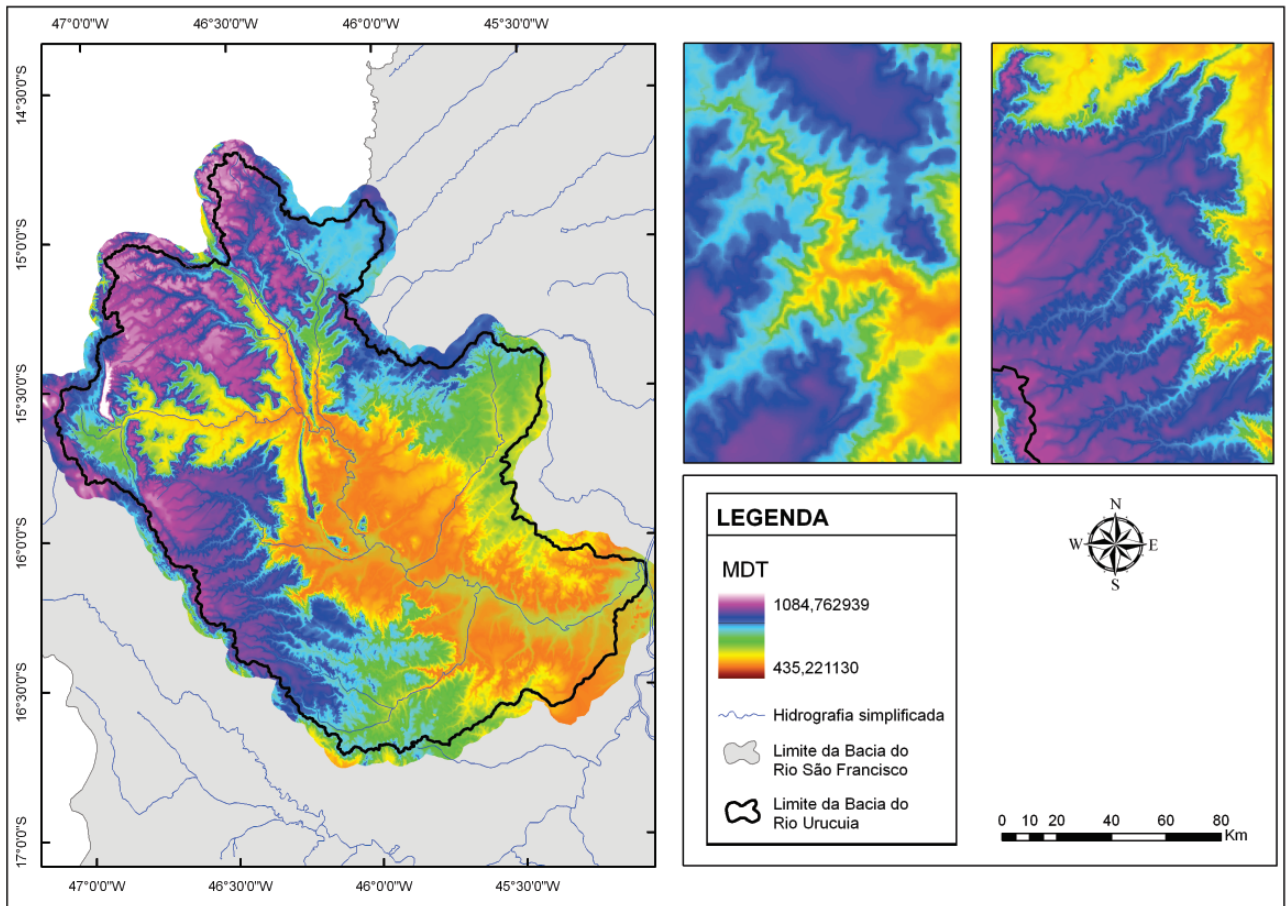 47°0'0"W 46°30'0"W 46°0'0"W 45°30'0"W
14°30'0"S
15°0'0"S
15°30'0"S
16°0'0"S
16°30'0"S
17°0'0"S
47°0'0"W 46°30'0"W 46°0'0"W 45°30'0"W
LEGENDA
MDT
1084,762939
435,221130
Hidrografia simplificada
Limite da Bacia do
Rio São Francisco
Limite da Bacia do
Rio Urucuia
N
W E
S
0 10 20 40 60 80
Km